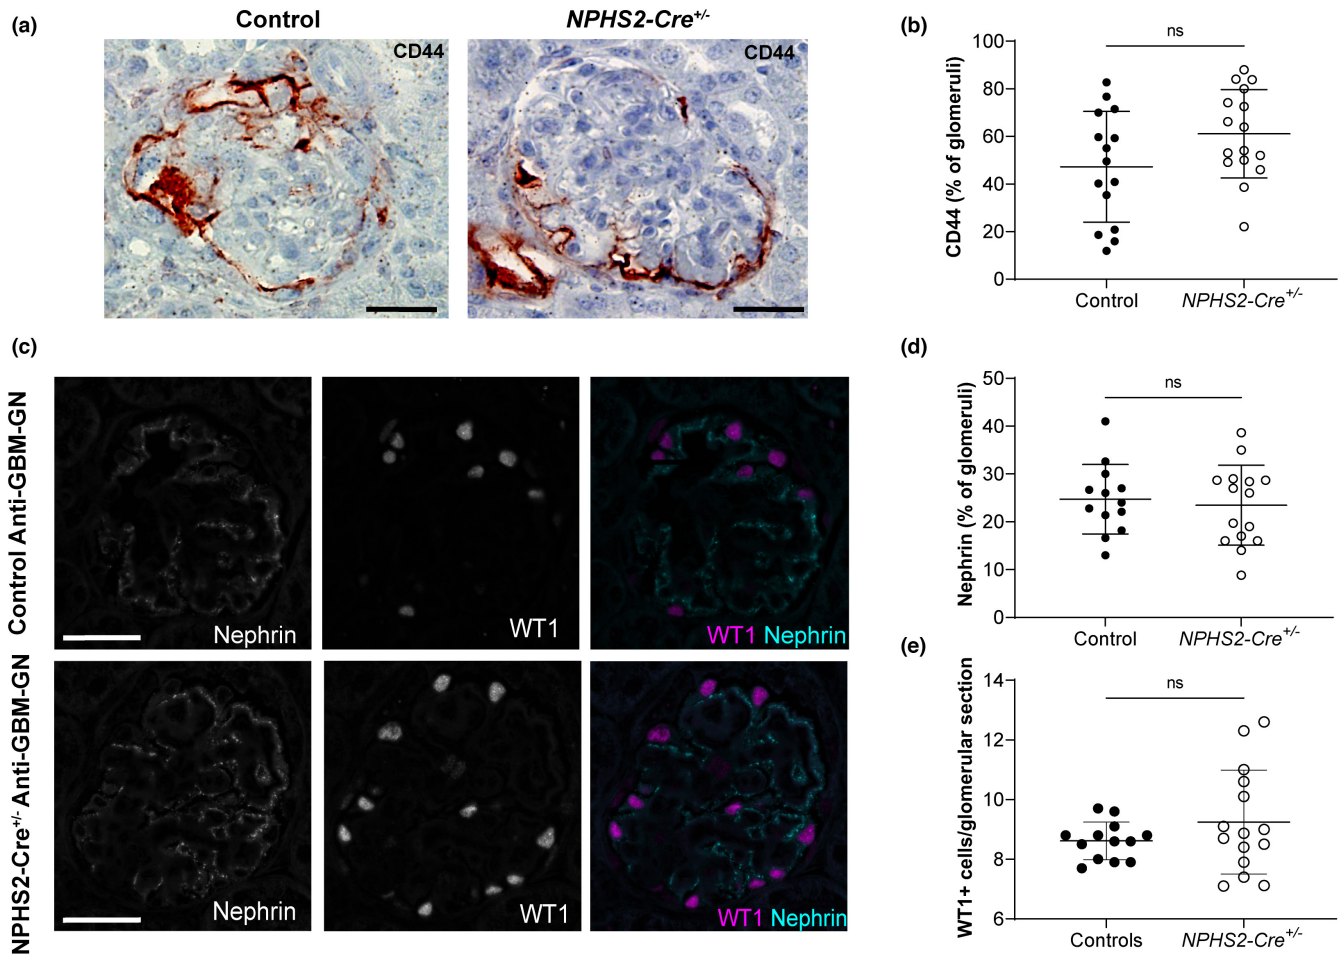 (a)
Control
NPHS2-Cre+/-
CD44
CD44
(b)
CD44 (% of glomeruli)
100
80
60
40
20
0
ns
Control
NPHS2-Cre+/-
(c)
Control Anti-GBM-GN
Nephrin
WT1
WT1 Nephrin
NPHS2-Cre+/- Anti-GBM-GN
Nephrin
WT1
WT1 Nephrin
(d)
Nephrin (% of glomeruli)
50
40
30
20
10
0
ns
Control
NPHS2-Cre+/-
(e)
WT1+ cells/glomerular section
14
12
10
8
6
ns
Controls
NPHS2-Cre+/-